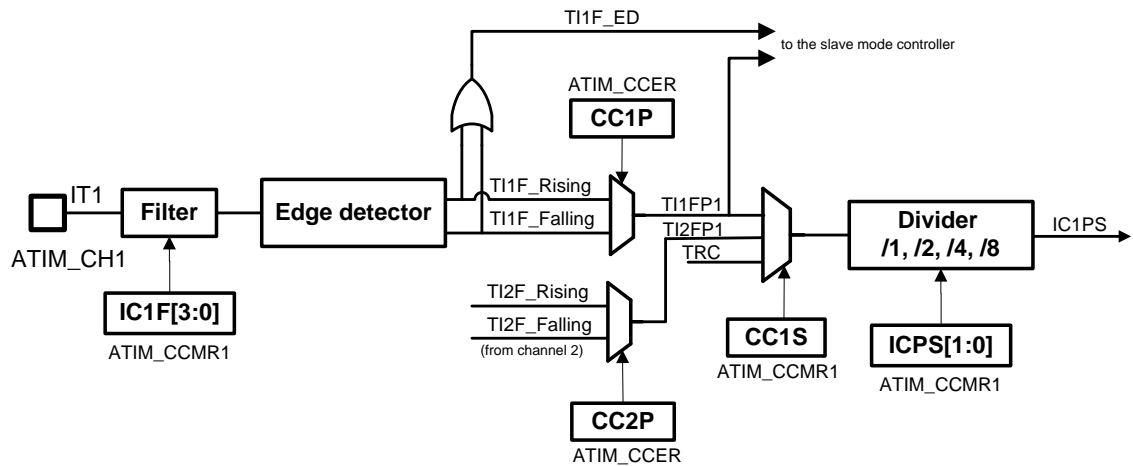 TI1F_ED
to the slave mode controller
ATIM_CCER
CC1P
IT1
Filter
Edge detector
TI1F_Rising
TI1F_Falling
TI1FP1
TI2FP1
TRC
Divider
/1, /2, /4, /8
IC1PS
ATIM_CH1
IC1F[3:0]
ATIM_CCMR1
TI2F_Rising
TI2F_Falling
(from channel 2)
CC1S
ATIM_CCMR1
ICPS[1:0]
ATIM_CCMR1
CC2P
ATIM_CCER